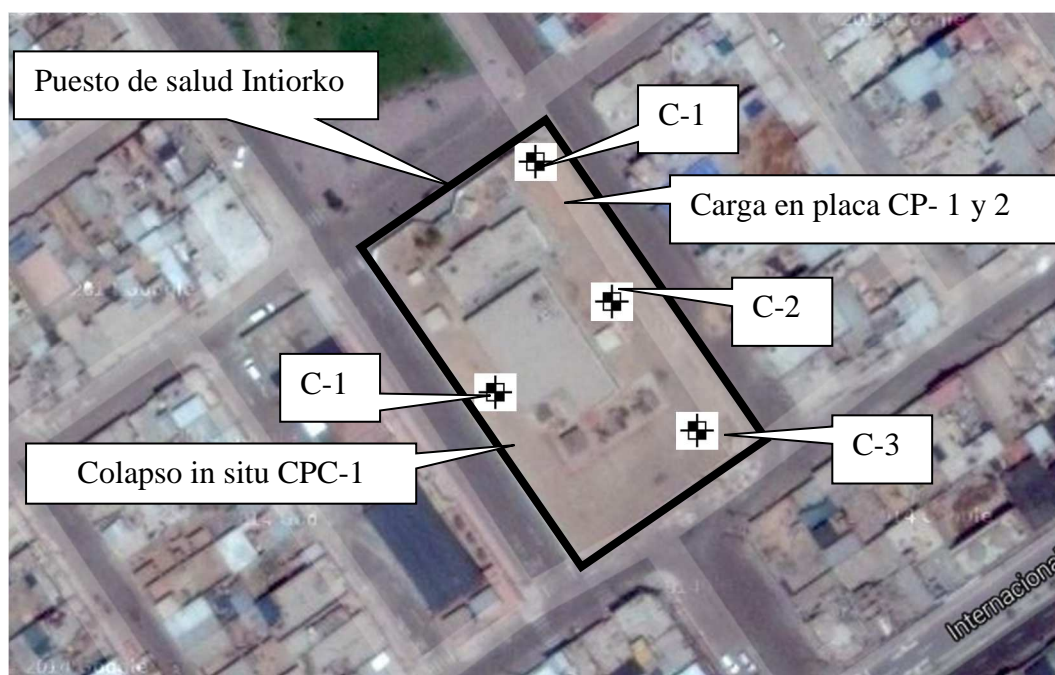 Puesto de salud Intiorko
C-1
Carga en placa CP- 1 y 2
C-2
C-1
C-3
Colapso in situ CPC-1
Internaciona